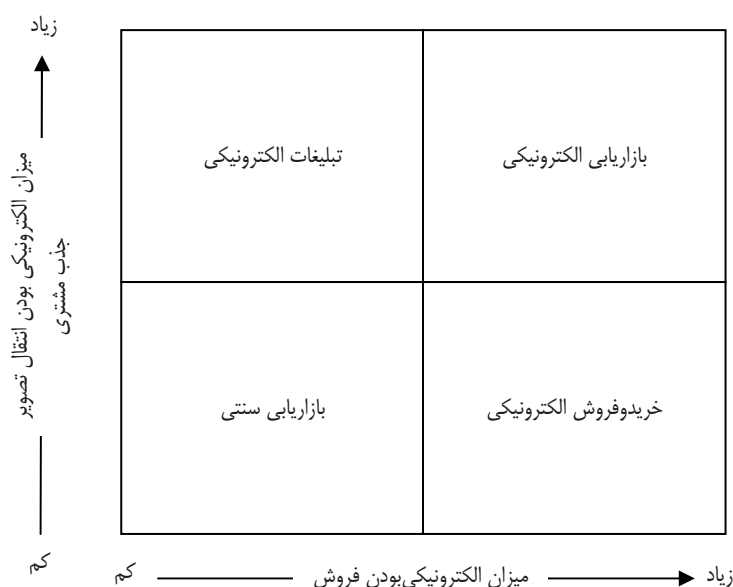 زیاد
میزان الکترونیکی بودن انتقال تصویر
جذب مشتری
کم
بازاریابی الکترونیکی
تبلیغات الکترونیکی
خریدوفروش الکترونیکی
بازاریابی سنتی
زیاد
میزان الکترونیکی‌بودن فروش
کم